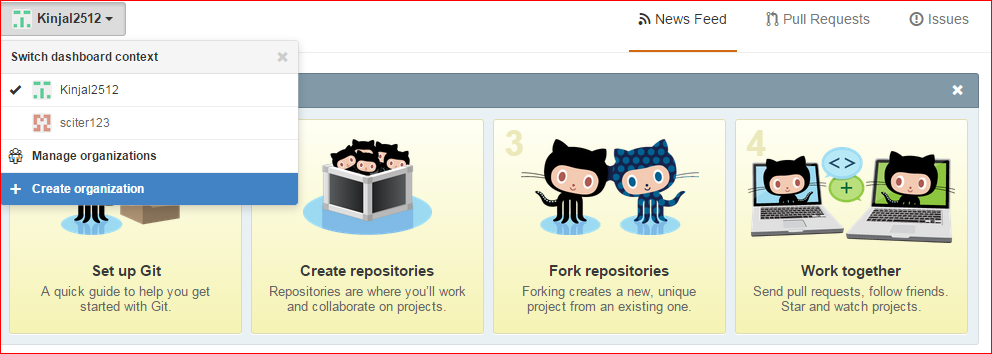 Kinjal2512
News Feed
Pull Requests
Issues
Switch dashboard context
Kinjal2512
sciter123
Manage organizations
Create organization
3
4
<>
+
Set up Git
A quick guide to help you get
started with Git.
Create repositories
Repositories are where you'll work
and collaborate on projects.
Fork repositories
Forking creates a new, unique
project from an existing one.
Work together
Send pull requests, follow friends.
Star and watch projects.